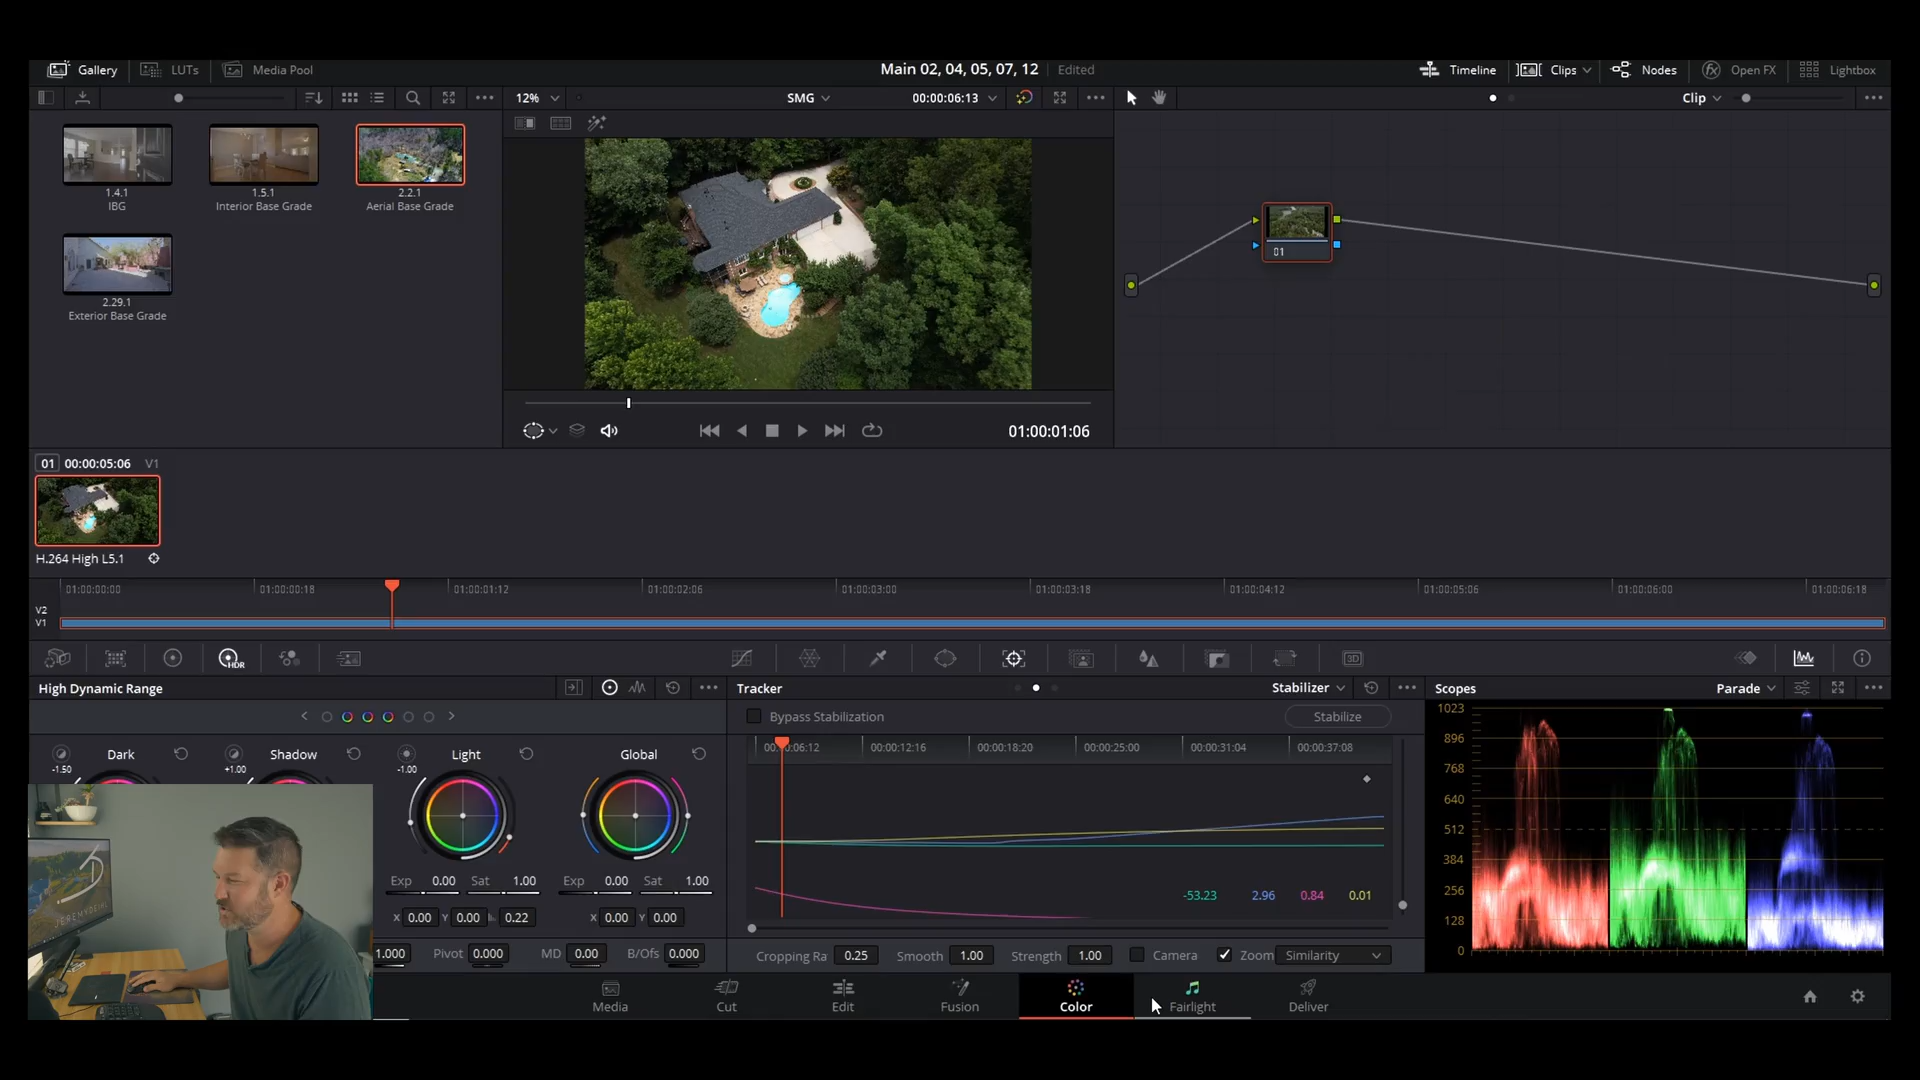 Gallery LUTs Media Pool Main 02, 04, 05, 07, 12 Edited Timeline Clips Nodes Open FX Lightbox
12% SMG 00:00:06:13 Clip
1.4.1
IBG
1.5.1
Interior Base Grade
2.2.1
Aerial Base Grade
2.29.1
Exterior Base Grade
01
01:00:01:06
01 00:00:05:06 V1
H.264 High L5.1
01:00:00:00 01:00:00:18 01:00:01:12 01:00:02:06 01:00:03:00 01:00:03:18 01:00:04:12 01:00:05:06 01:00:06:00 01:00:06:18
V2
V1
HDR
3D
High Dynamic Range
Tracker Stabilizer
Scopes Parade
Bypass Stabilization Stabilize
Dark Shadow Light Global
-1.50 +1.00 -1.00
Exp 0.00 Sat 1.00 Exp 0.00 Sat 1.00
X 0.00 Y 0.00 0.22 X 0.00 Y 0.00
1.000 Pivot 0.000 MD 0.00 B/Ofs 0.000
00:00:12:16 00:00:18:20 00:00:25:00 00:00:31:04 00:00:37:08
-53.23 2.96 0.84 0.01
Cropping Ra 0.25 Smooth 1.00 Strength 1.00 Camera Zoom Similarity
1023
896
768
640
512
384
256
128
0
JEREMYDEIHL
Media Cut Edit Fusion Color Fairlight Deliver